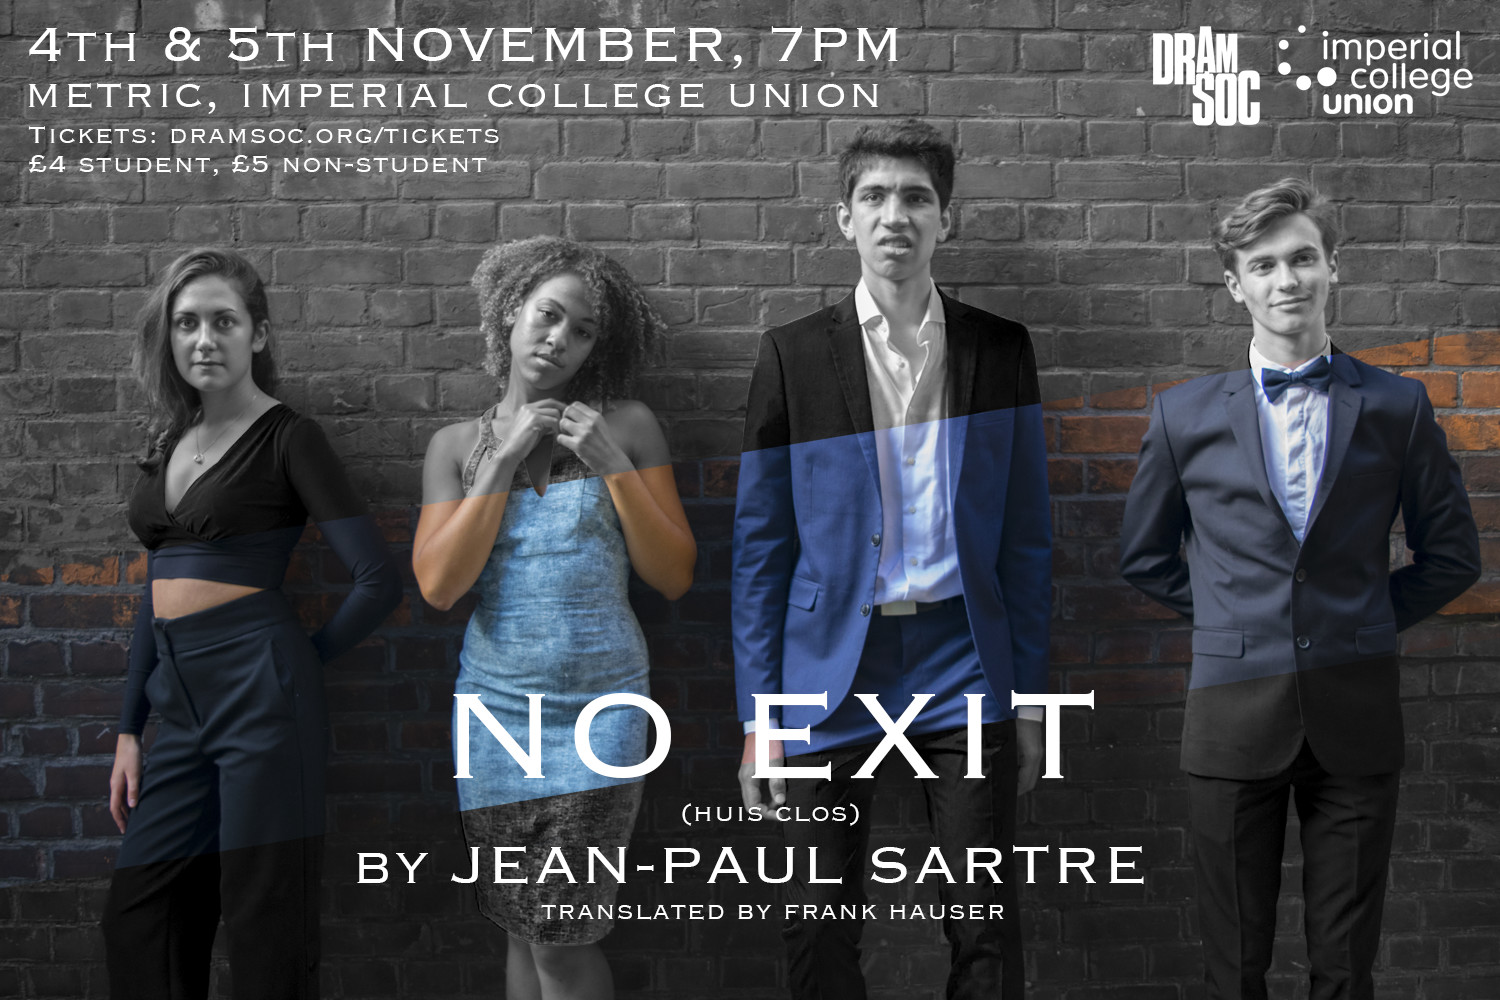 4TH & 5TH NOVEMBER, 7PM
METRIC, IMPERIAL COLLEGE UNION
TICKETS: DRAMSOC.ORG/TICKETS
£4 STUDENT, £5 NON-STUDENT
DRAM
SOC
imperial
college
union
NO EXIT
(HUIS CLOS)
BY JEAN-PAUL SARTRE
TRANSLATED BY FRANK HAUSER